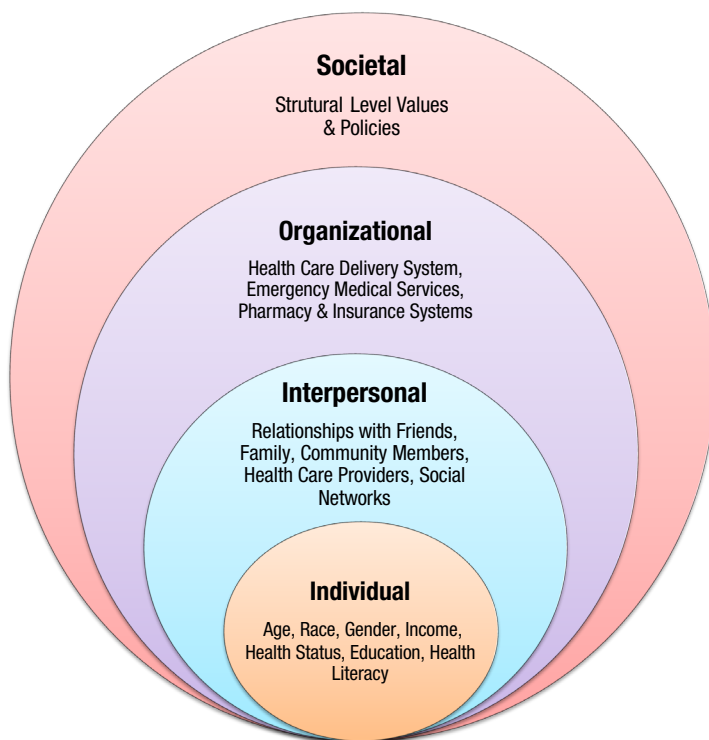 Societal
Strutural Level Values
& Policies
Organizational
Health Care Delivery System,
Emergency Medical Services,
Pharmacy & Insurance Systems
Interpersonal
Relationships with Friends,
Family, Community Members,
Health Care Providers, Social
Networks
Individual
Age, Race, Gender, Income,
Health Status, Education, Health
Literacy